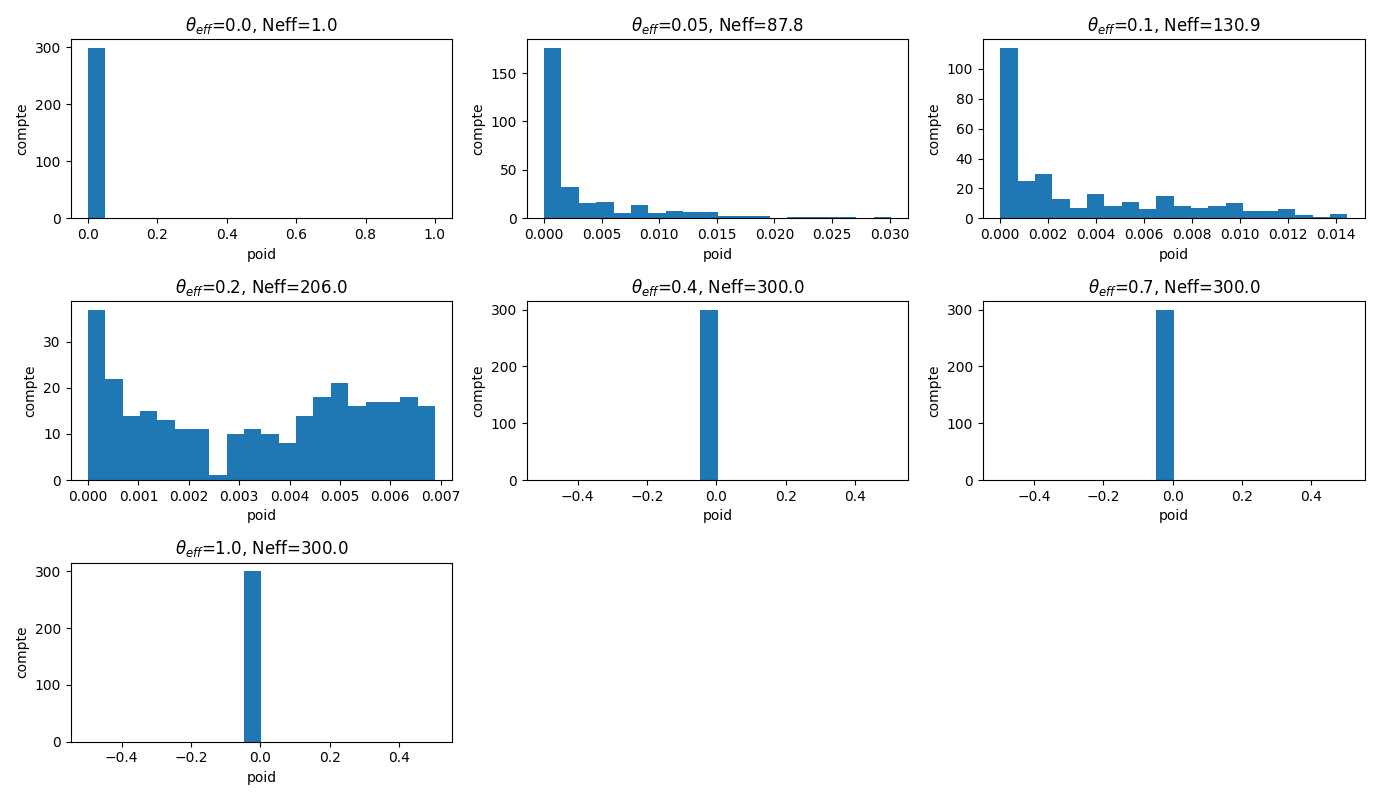 θeff=0.0, Neff=1.0
300
200
100
0
compte
0.0 0.2 0.4 0.6 0.8 1.0
poid
θeff=0.05, Neff=87.8
150
100
50
0
compte
0.000 0.005 0.010 0.015 0.020 0.025 0.030
poid
θeff=0.1, Neff=130.9
100
80
60
40
20
0
compte
0.000 0.002 0.004 0.006 0.008 0.010 0.012 0.014
poid
θeff=0.2, Neff=206.0
30
20
10
0
compte
0.000 0.001 0.002 0.003 0.004 0.005 0.006 0.007
poid
θeff=0.4, Neff=300.0
300
200
100
0
compte
−0.4 −0.2 0.0 0.2 0.4
poid
θeff=0.7, Neff=300.0
300
200
100
0
compte
−0.4 −0.2 0.0 0.2 0.4
poid
θeff=1.0, Neff=300.0
300
200
100
0
compte
−0.4 −0.2 0.0 0.2 0.4
poid